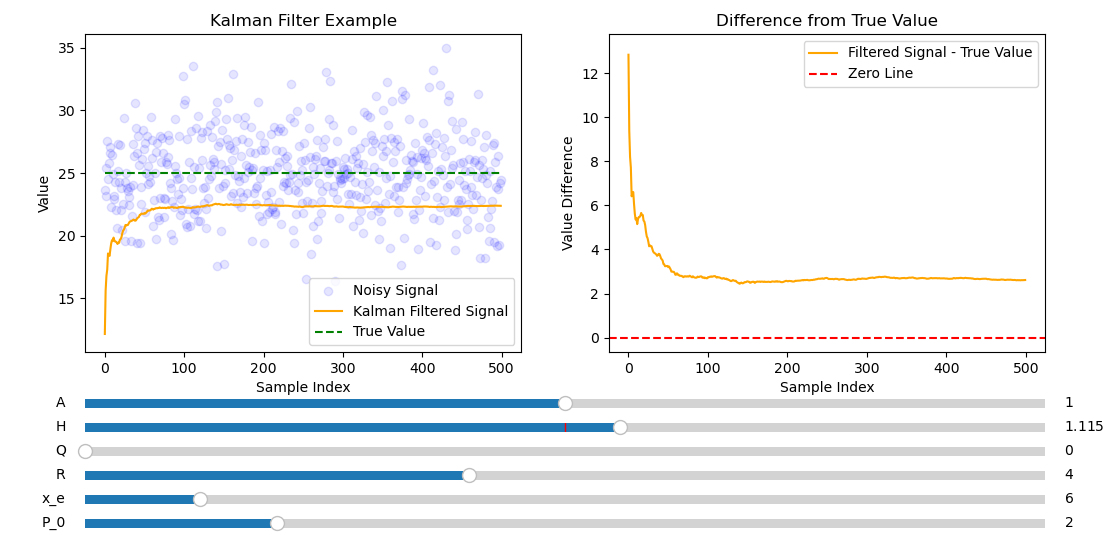 Kalman Filter Example
35
30
25
20
15
Value
Noisy Signal
Kalman Filtered Signal
True Value
0 100 200 300 400 500
Sample Index
Difference from True Value
12
10
8
6
4
2
0
Value Difference
Filtered Signal - True Value
Zero Line
0 100 200 300 400 500
Sample Index
A 1
H 1.115
Q 0
R 4
x_e 6
P_0 2